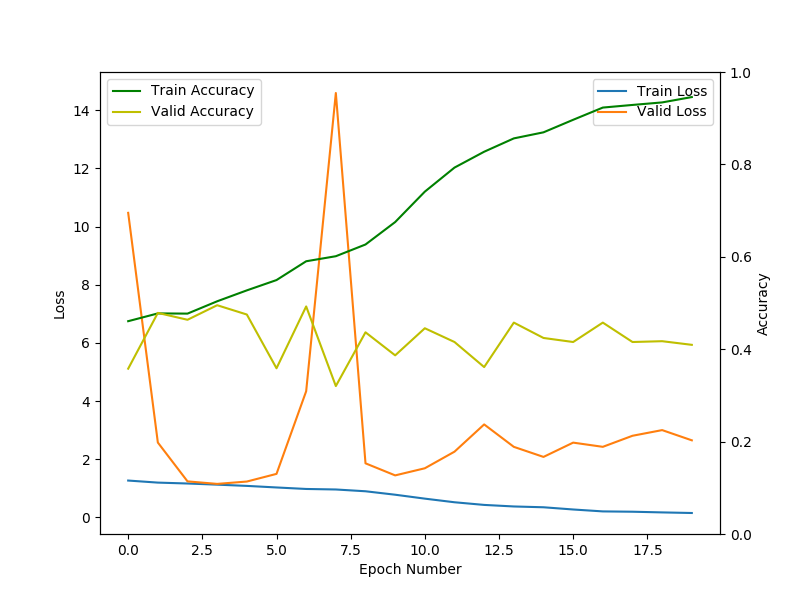 Train Accuracy
Valid Accuracy
Train Loss
Valid Loss
14
12
10
8
6
4
2
0
Loss
1.0
0.8
0.6
0.4
0.2
0.0
Accuracy
0.0 2.5 5.0 7.5 10.0 12.5 15.0 17.5
Epoch Number